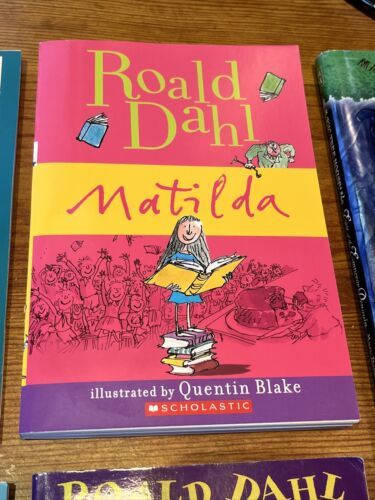 Roald
Dahl
Matilda
illustrated by Quentin Blake
SCHOLASTIC
ROALD DAHL